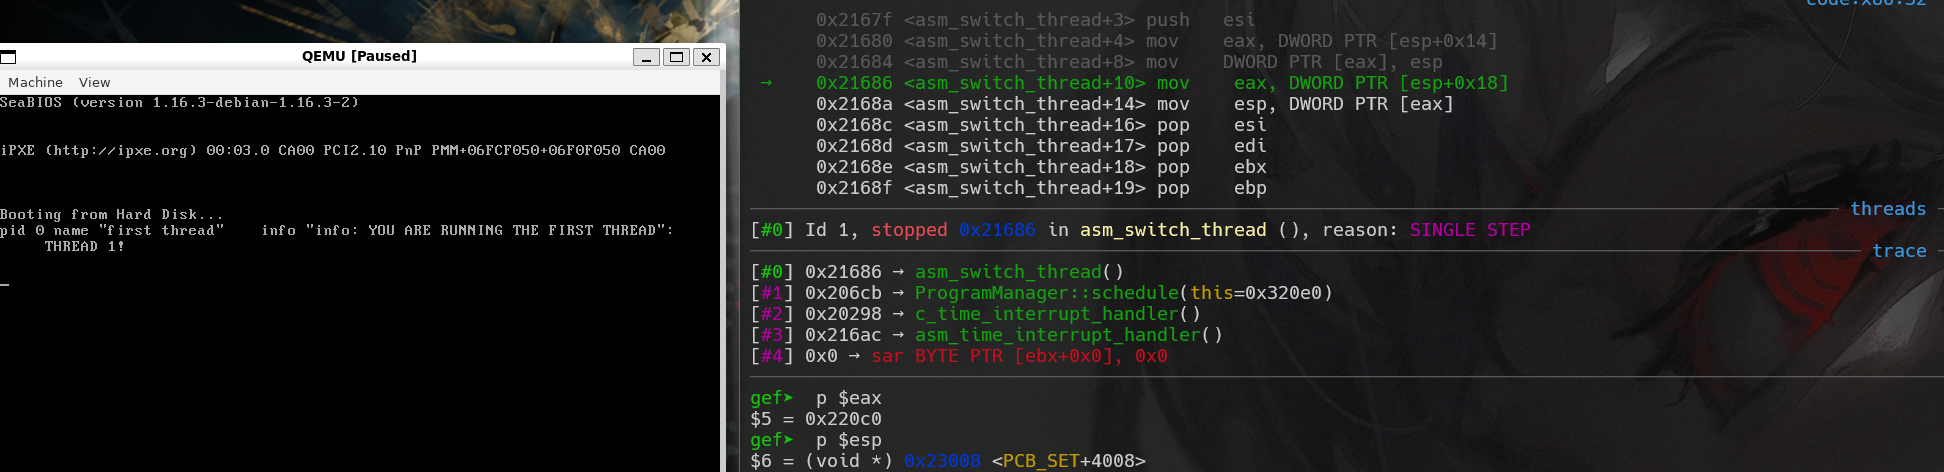 QEMU [Paused]
Machine View
SeaBIOS (version 1.16.3-debian-1.16.3-2)
iPXE (http://ipxe.org) 00:03.0 CA00 PCI2.10 PnP PMM+06FCF050+06F0F050 CA00
Booting from Hard Disk...
pid 0 name "first thread" info "info: YOU ARE RUNNING THE FIRST THREAD":
THREAD 1!
code:x86:32
0x2167f <asm_switch_thread+3> push esi
0x21680 <asm_switch_thread+4> mov eax, DWORD PTR [esp+0x14]
0x21684 <asm_switch_thread+8> mov DWORD PTR [eax], esp
→ 0x21686 <asm_switch_thread+10> mov eax, DWORD PTR [esp+0x18]
0x2168a <asm_switch_thread+14> mov esp, DWORD PTR [eax]
0x2168c <asm_switch_thread+16> pop esi
0x2168d <asm_switch_thread+17> pop edi
0x2168e <asm_switch_thread+18> pop ebx
0x2168f <asm_switch_thread+19> pop ebp
threads
[#0] Id 1, stopped 0x21686 in asm_switch_thread (), reason: SINGLE STEP
trace
[#0] 0x21686 → asm_switch_thread()
[#1] 0x206cb → ProgramManager::schedule(this=0x320e0)
[#2] 0x20298 → c_time_interrupt_handler()
[#3] 0x216ac → asm_time_interrupt_handler()
[#4] 0x0 → sar BYTE PTR [ebx+0x0], 0x0
gef➤ p $eax
$5 = 0x220c0
gef➤ p $esp
$6 = (void *) 0x23008 <PCB_SET+4008>